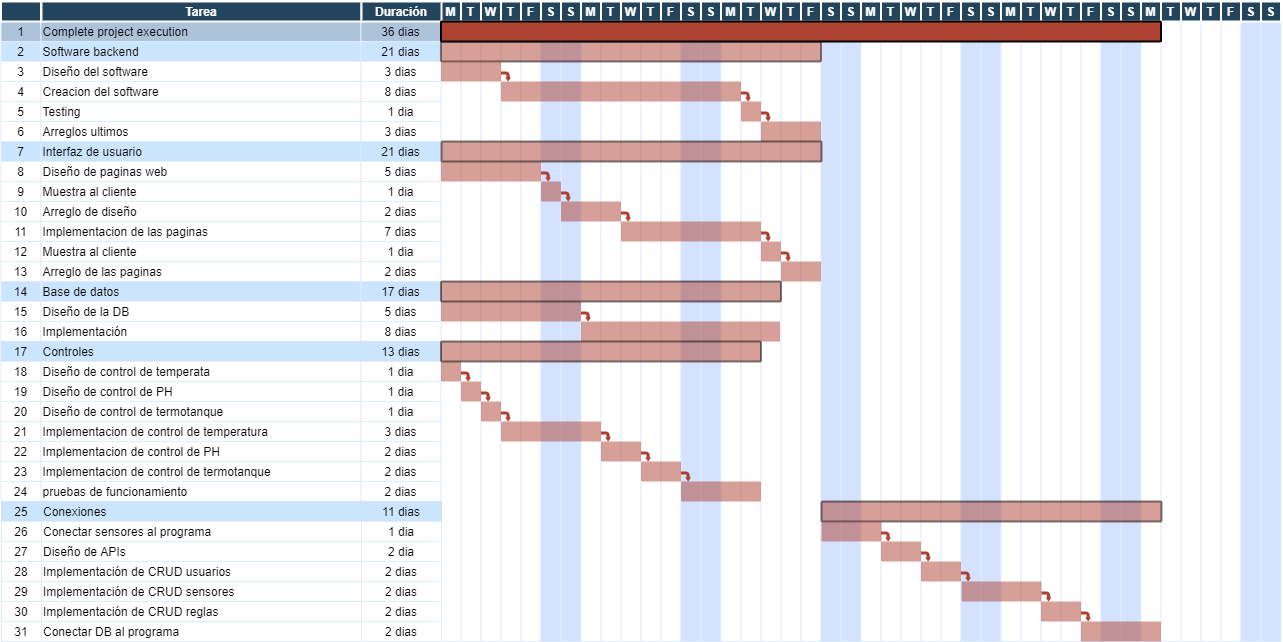 Tarea Duración M T W T F S S M T W T F S S M T W T F S S M T W T F S S M T W T F S S M T W T F S S
1 Complete project execution 36 dias
2 Software backend 21 dias
3 Diseño del software 3 dias
4 Creacion del software 8 dias
5 Testing 1 dia
6 Arreglos ultimos 3 dias
7 Interfaz de usuario 21 dias
8 Diseño de paginas web 5 dias
9 Muestra al cliente 1 dia
10 Arreglo de diseño 2 dias
11 Implementacion de las paginas 7 dias
12 Muestra al cliente 1 dia
13 Arreglo de las paginas 2 dias
14 Base de datos 17 dias
15 Diseño de la DB 5 dias
16 Implementación 8 dias
17 Controles 13 dias
18 Diseño de control de temperata 1 dia
19 Diseño de control de PH 1 dia
20 Diseño de control de termotanque 1 dia
21 Implementacion de control de temperatura 3 dias
22 Implementacion de control de PH 2 dias
23 Implementacion de control de termotanque 2 dias
24 pruebas de funcionamiento 2 dias
25 Conexiones 11 dias
26 Conectar sensores al programa 1 dia
27 Diseño de APIs 2 dia
28 Implementación de CRUD usuarios 2 dias
29 Implementación de CRUD sensores 2 dias
30 Implementación de CRUD reglas 2 dias
31 Conectar DB al programa 2 dias